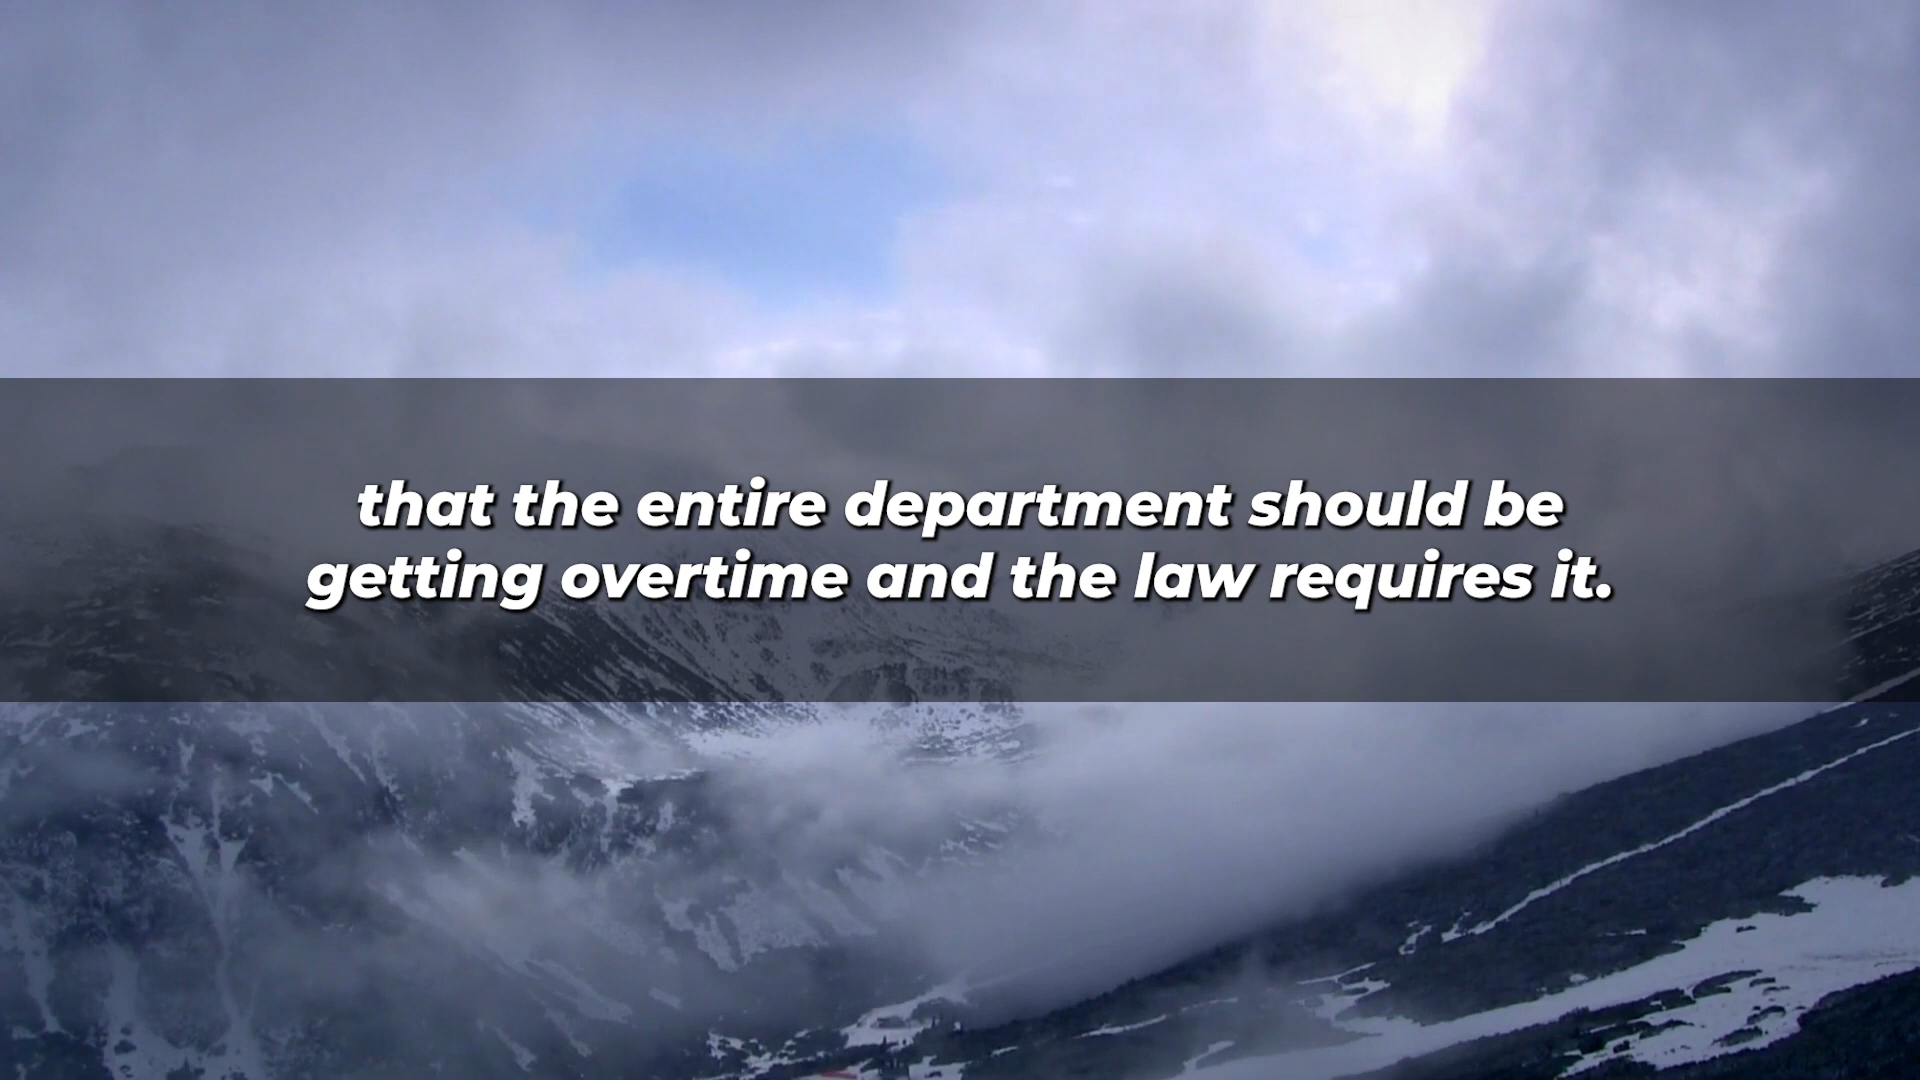 that the entire department should be
getting overtime and the law requires it.